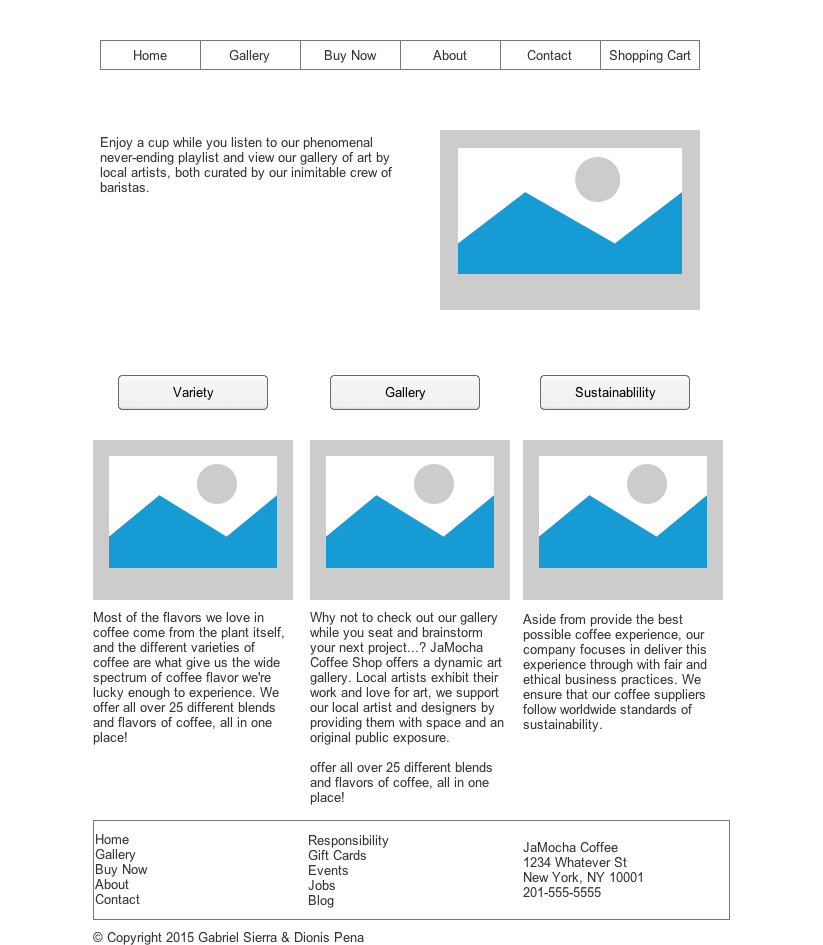 Home Gallery Buy Now About Contact Shopping Cart
Enjoy a cup while you listen to our phenomenal
never-ending playlist and view our gallery of art by
local artists, both curated by our inimitable crew of
baristas.
Variety Gallery Sustainablility
Most of the flavors we love in
coffee come from the plant itself,
and the different varieties of
coffee are what give us the wide
spectrum of coffee flavor we're
lucky enough to experience. We
offer all over 25 different blends
and flavors of coffee, all in one
place!
Why not to check out our gallery
while you seat and brainstorm
your next project...? JaMocha
Coffee Shop offers a dynamic art
gallery. Local artists exhibit their
work and love for art, we support
our local artist and designers by
providing them with space and an
original public exposure.
offer all over 25 different blends
and flavors of coffee, all in one
place!
Aside from provide the best
possible coffee experience, our
company focuses in deliver this
experience through with fair and
ethical business practices. We
ensure that our coffee suppliers
follow worldwide standards of
sustainability.
Home
Gallery
Buy Now
About
Contact
Responsibility
Gift Cards
Events
Jobs
Blog
JaMocha Coffee
1234 Whatever St
New York, NY 10001
201-555-5555
© Copyright 2015 Gabriel Sierra & Dionis Pena